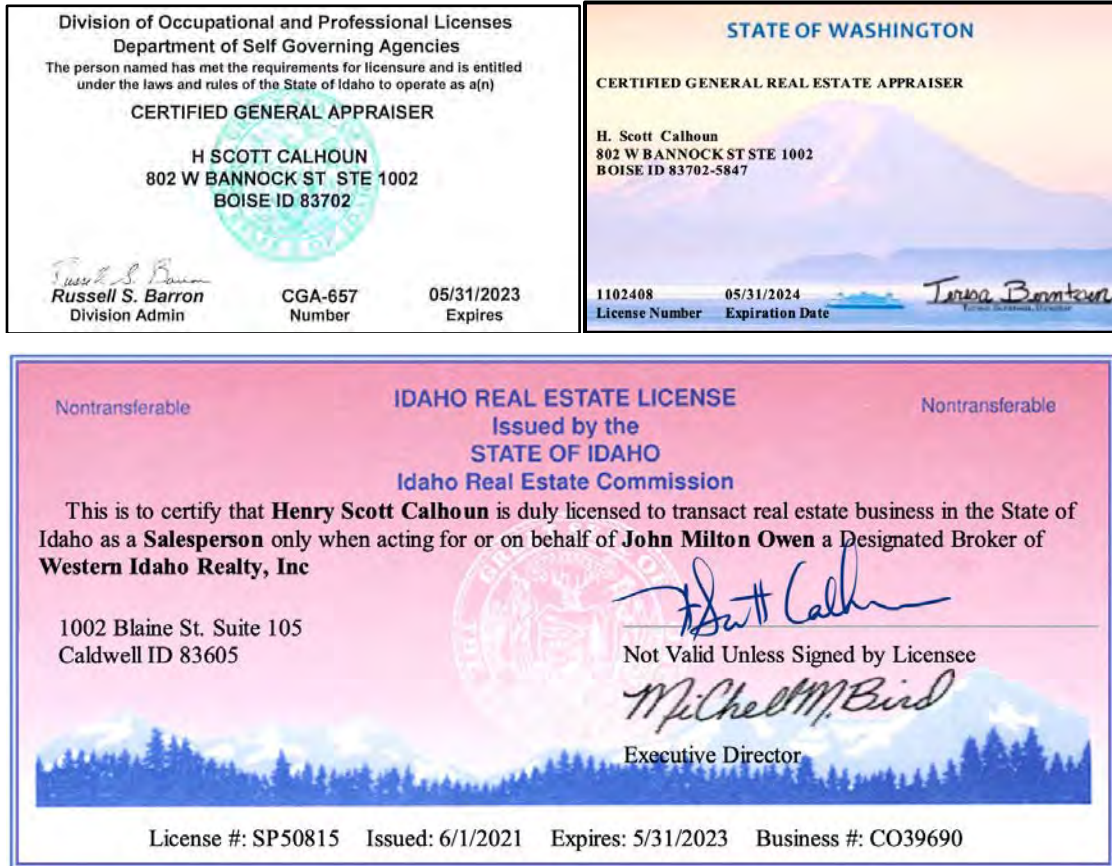 Division of Occupational and Professional Licenses
Department of Self Governing Agencies
The person named has met the requirements for licensure and is entitled
under the laws and rules of the State of Idaho to operate as a(n)
CERTIFIED GENERAL APPRAISER
H SCOTT CALHOUN
802 W BANNOCK ST STE 1002
BOISE ID 83702
Russell S. Barron
Russell S. Barron CGA-657 05/31/2023
Division Admin Number Expires
STATE OF WASHINGTON
CERTIFIED GENERAL REAL ESTATE APPRAISER
H. Scott Calhoun
802 W BANNOCK ST STE 1002
BOISE ID 83702-5847
1102408 05/31/2024
License Number Expiration Date
Teresa
Director
Nontransferable IDAHO REAL ESTATE LICENSE Nontransferable
Issued by the
STATE OF IDAHO
Idaho Real Estate Commission
This is to certify that Henry Scott Calhoun is duly licensed to transact real estate business in the State of
Idaho as a Salesperson only when acting for or on behalf of John Milton Owen a Designated Broker of
Western Idaho Realty, Inc
1002 Blaine St. Suite 105
Caldwell ID 83605
H Scott Calh
Not Valid Unless Signed by Licensee
MiChell M. Bird
Executive Director
License #: SP50815 Issued: 6/1/2021 Expires: 5/31/2023 Business #: CO39690